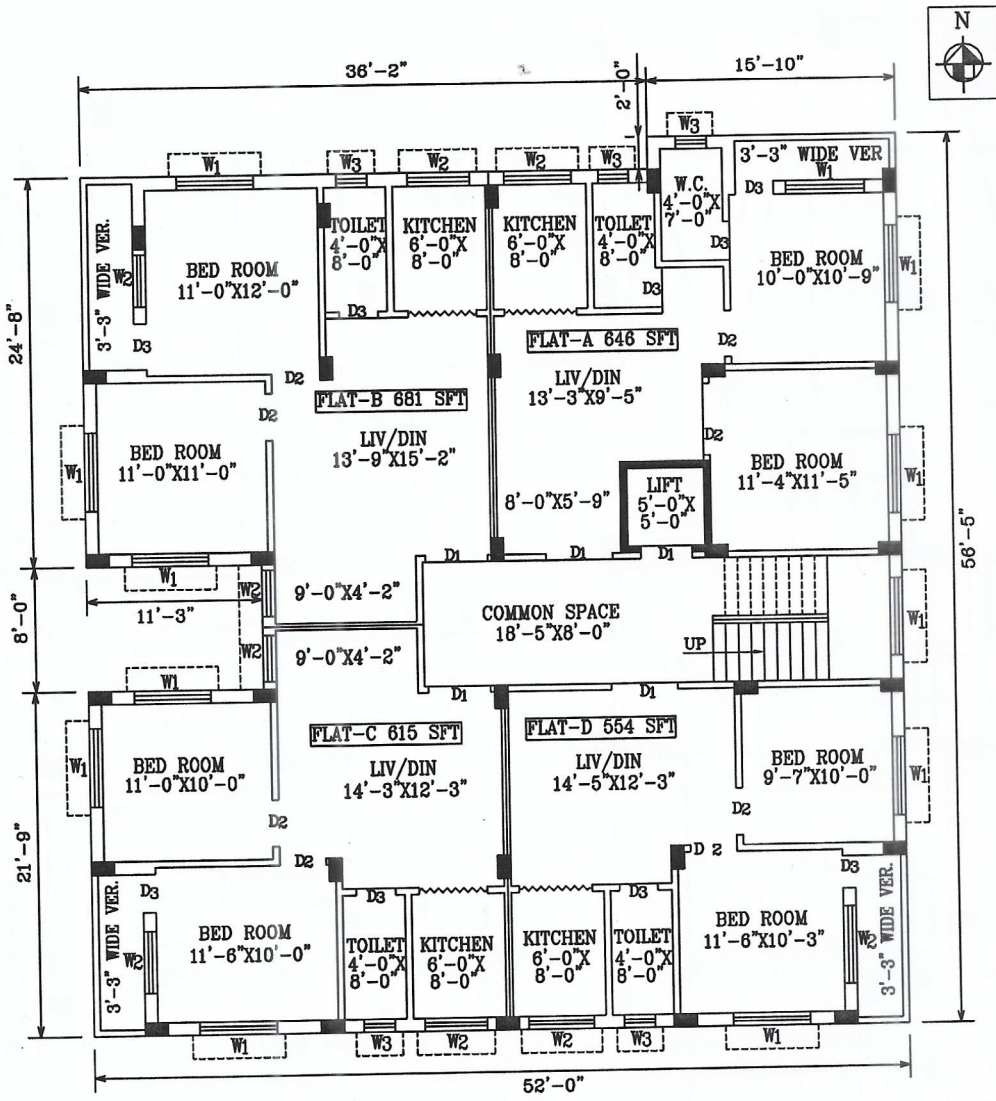 N
36'-2"
15'-10"
2'-0"
W3
W1
W3
W2
W2
W3
3'-3" WIDE VER
W1
D3
W.C.
4'-0"X
7'-0"
D3
TOILET
4'-0"X
8'-0"
D3
KITCHEN
6'-0"X
8'-0"
KITCHEN
6'-0"X
8'-0"
TOILET
4'-0"X
8'-0"
D3
3'-3" WIDE VER.
W2
D3
BED ROOM
11'-0"X12'-0"
BED ROOM
10'-0"X10'-9"
W1
24'-8"
D2
D2
FLAT-A 646 SFT
LIV/DIN
13'-3"X9'-5"
D2
D2
FLAT-B 681 SFT
LIV/DIN
13'-9"X15'-2"
BED ROOM
11'-0"X11'-0"
W1
BED ROOM
11'-4"X11'-5"
W1
LIFT
5'-0"X
5'-0"
8'-0"X5'-9"
D1
D1
D1
W1
W2
56'-5"
8'-0"
11'-3"
9'-0"X4'-2"
COMMON SPACE
18'-5"X8'-0"
UP
W1
W2
9'-0"X4'-2"
W1
D1
D1
FLAT-C 615 SFT
LIV/DIN
14'-3"X12'-3"
FLAT-D 554 SFT
LIV/DIN
14'-5"X12'-3"
W1
BED ROOM
11'-0"X10'-0"
BED ROOM
9'-7"X10'-0"
W1
21'-9"
D2
D2
D2
D 2
D3
D3
3'-3" WIDE VER.
W2
BED ROOM
11'-6"X10'-0"
D3
TOILET
4'-0"X
8'-0"
KITCHEN
6'-0"X
8'-0"
KITCHEN
6'-0"X
8'-0"
D3
TOILET
4'-0"X
8'-0"
BED ROOM
11'-6"X10'-3"
W2
3'-3" WIDE VER.
W1
W3
W2
W2
W3
W1
52'-0"